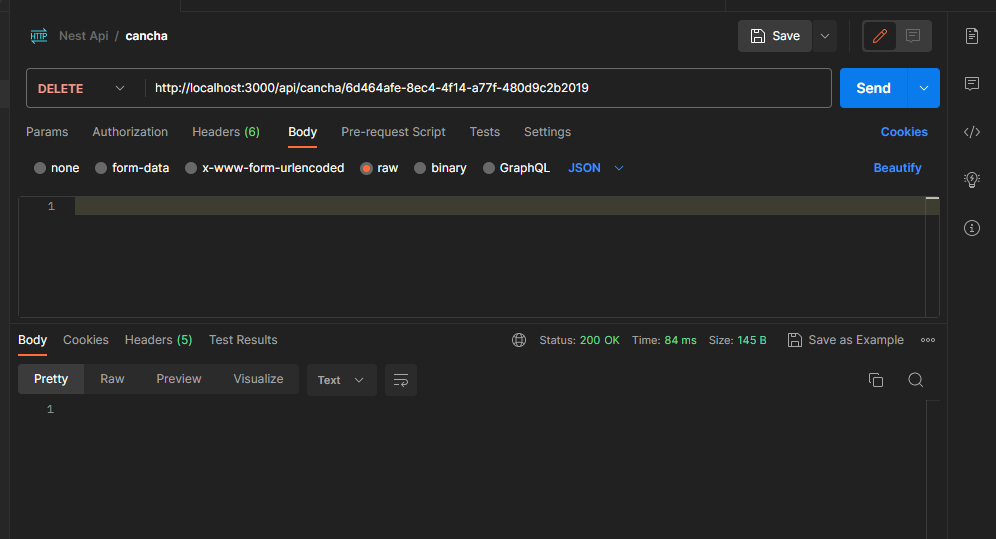 HTTP Nest Api / cancha Save
DELETE http://localhost:3000/api/cancha/6d464afe-8ec4-4f14-a77f-480d9c2b2019 Send
Params Authorization Headers (6) Body Pre-request Script Tests Settings Cookies
none form-data x-www-form-urlencoded raw binary GraphQL JSON Beautify
1
Body Cookies Headers (5) Test Results Status: 200 OK Time: 84 ms Size: 145 B Save as Example
Pretty Raw Preview Visualize Text
1